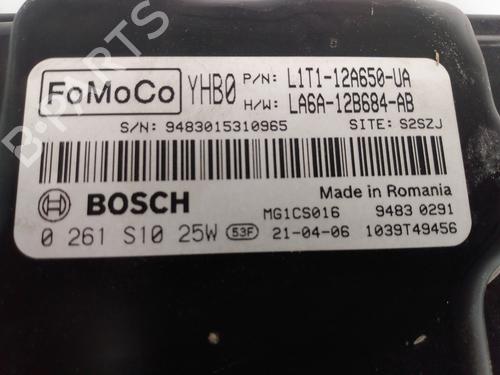 FoMoCo YHB0 P/N: L1T1-12A650-UA
H/W: LA6A-12B684-AB
S/N: 9483015310965 SITE: S2SZJ
Made in Romania
BOSCH MG1CS016 9483 0291
0 261 S10 25W 53F 21-04-06 1039T49456
B-PARTS